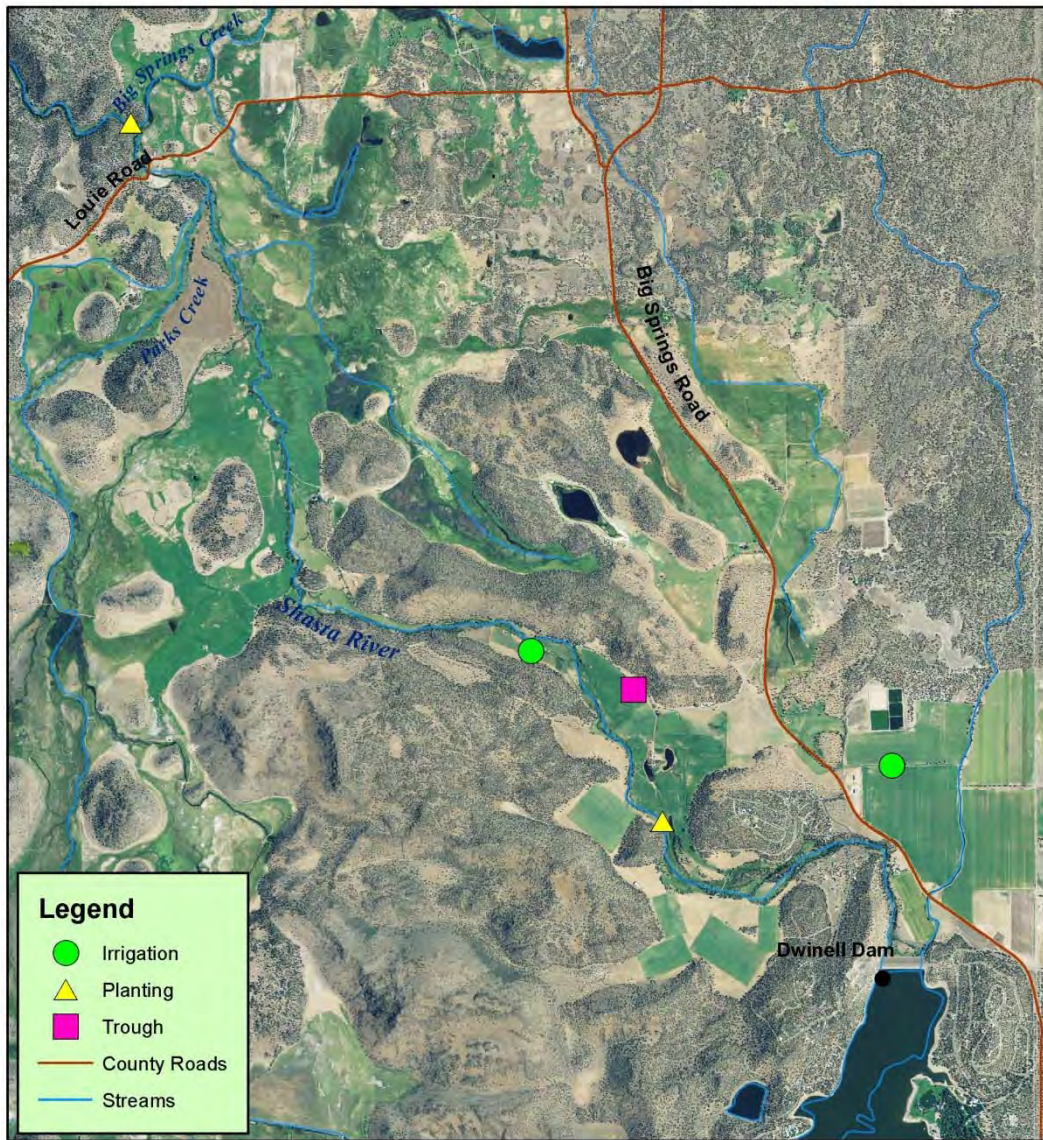 Big Springs Creek
Louie Road
Parks Creek
Big Springs Road
Shasta River
Dwinell Dam
Legend
Irrigation
Planting
Trough
County Roads
Streams